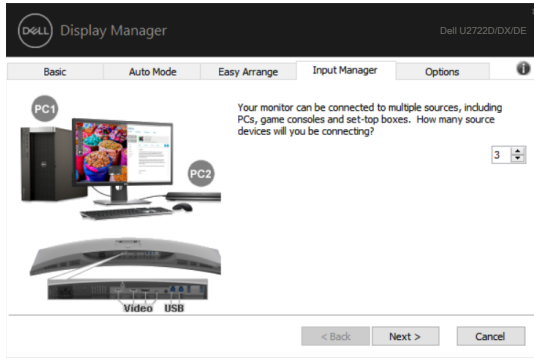 DELL Display Manager
Dell U2722D/DX/DE
Basic Auto Mode Easy Arrange Input Manager Options
PC1
PC2
Video USB
Your monitor can be connected to multiple sources, including
PCs, game consoles and set-top boxes. How many source
devices will you be connecting?
3
< Back Next > Cancel